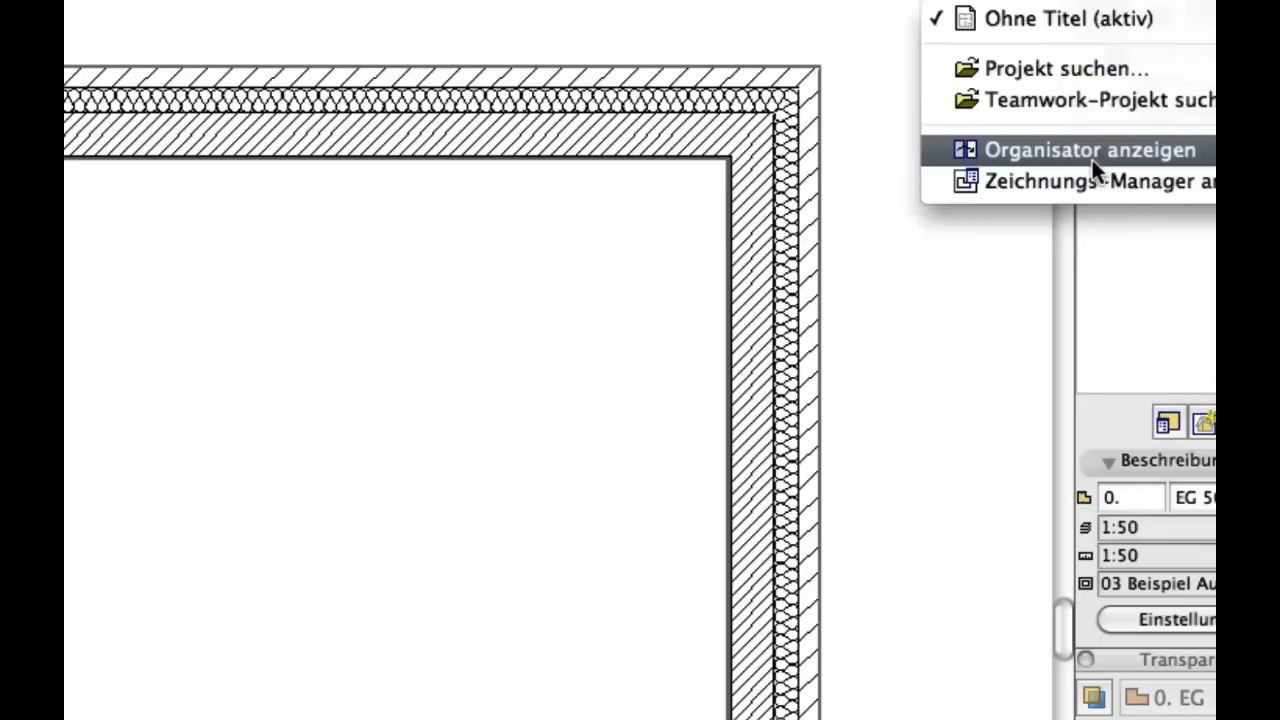 Ohne Titel (aktiv)
Projekt suchen...
Teamwork-Projekt such
Organisator anzeigen
Zeichnungs-Manager an
Beschreibun
0. EG 50
1:50
1:50
03 Beispiel Au
Einstellun
Transpar
0. EG